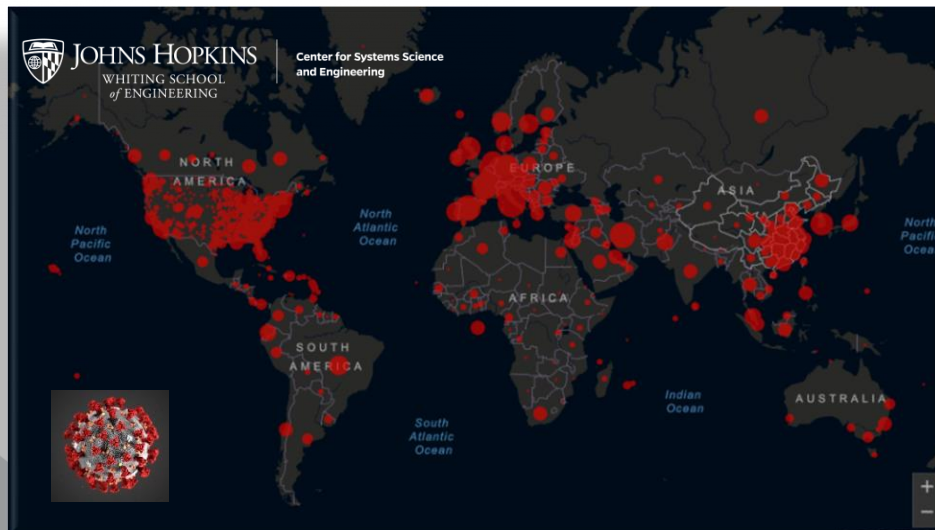 JOHNS HOPKINS
WHITING SCHOOL
of ENGINEERING
Center for Systems Science
and Engineering
NORTH
AMERICA
EUROPE
ASIA
North
Pacific
Ocean
North
Atlantic
Ocean
North
Pacific
Ocean
AFRICA
SOUTH
AMERICA
Indian
Ocean
AUSTRALIA
South
Atlantic
Ocean
+
−